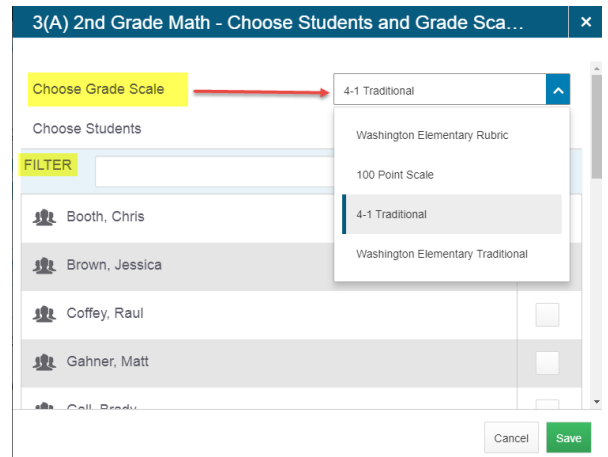 3(A) 2nd Grade Math - Choose Students and Grade Sca...
Choose Grade Scale
4-1 Traditional
Choose Students
Washington Elementary Rubric
FILTER
100 Point Scale
Booth, Chris
4-1 Traditional
Brown, Jessica
Washington Elementary Traditional
Coffey, Raul
Gahner, Matt
Gall, Brady
Cancel
Save